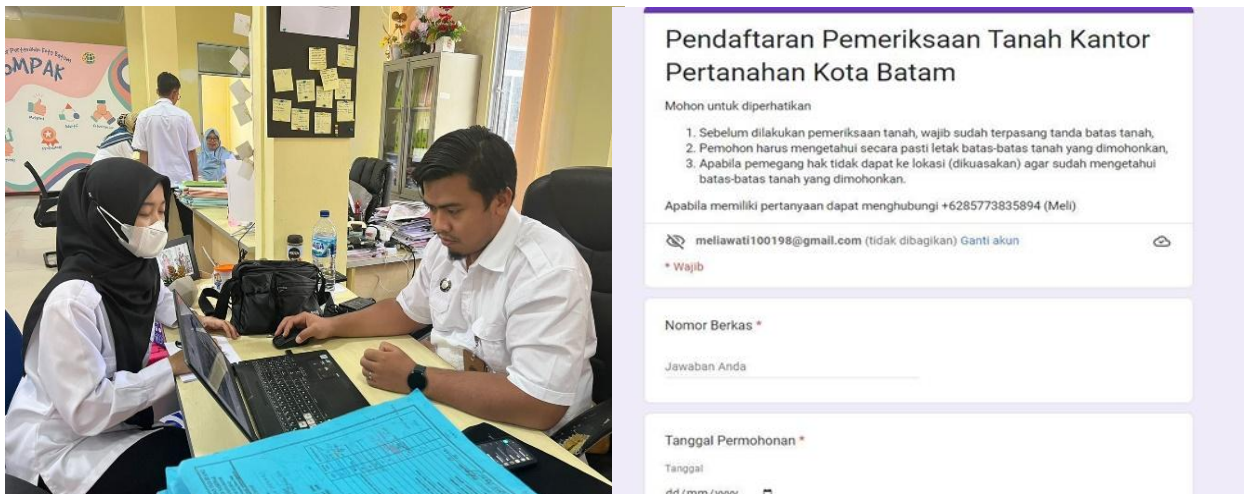 OMPAK
Pendaftaran Pemeriksaan Tanah Kantor
Pertanahan Kota Batam
Mohon untuk diperhatikan
1. Sebelum dilakukan pemeriksaan tanah, wajib sudah terpasang tanda batas tanah,
2. Pemohon harus mengetahui secara pasti letak batas-batas tanah yang dimohonkan,
3. Apabila pemegang hak tidak dapat ke lokasi (dikuasakan) agar sudah mengetahui
batas-batas tanah yang dimohonkan.
Apabila memiliki pertanyaan dapat menghubungi +6285773835894 (Meli)
meliawati100198@gmail.com (tidak dibagikan) Ganti akun
* Wajib
Nomor Berkas *
Jawaban Anda
Tanggal Permohonan *
Tanggal
dd/mm/yyyy